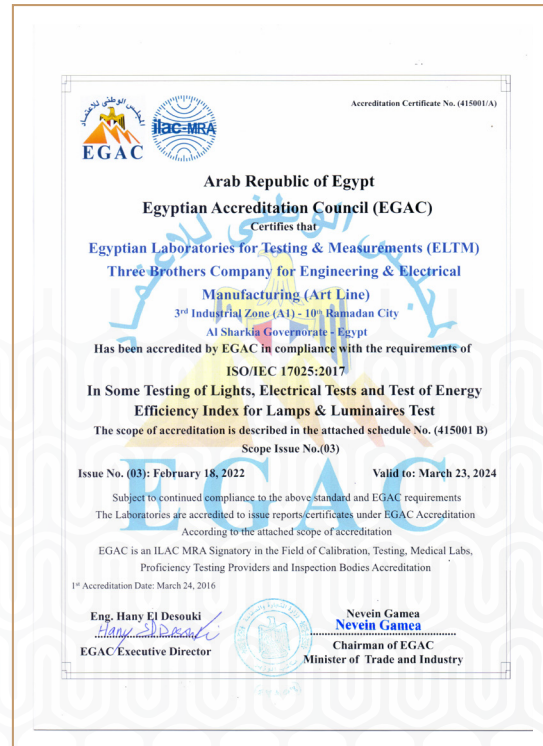 Accreditation Certificate No. (415001/A)
المجلس الوطني للاعتماد
EGAC
ilac-MRA
Arab Republic of Egypt
Egyptian Accreditation Council (EGAC)
Certifies that
Egyptian Laboratories for Testing & Measurements (ELTM)
Three Brothers Company for Engineering & Electrical
Manufacturing (Art Line)
3rd Industrial Zone (A1) - 10th Ramadan City
Al Sharkia Governorate - Egypt
Has been accredited by EGAC in compliance with the requirements of
ISO/IEC 17025:2017
In Some Testing of Lights, Electrical Tests and Test of Energy
Efficiency Index for Lamps & Luminaires Test
The scope of accreditation is described in the attached schedule No. (415001 B)
Scope Issue No.(03)
Issue No. (03): February 18, 2022 Valid to: March 23, 2024
Subject to continued compliance to the above standard and EGAC requirements
The Laboratories are accredited to issue reports/certificates under EGAC Accreditation
According to the attached scope of accreditation
EGAC is an ILAC MRA Signatory in the Field of Calibration, Testing, Medical Labs,
Proficiency Testing Providers and Inspection Bodies Accreditation
1st Accreditation Date: March 24, 2016
Eng. Hany El Desouki
Hany El Desouki
EGAC Executive Director
Nevein Gamea
Nevein Gamea
Chairman of EGAC
Minister of Trade and Industry
EGAC